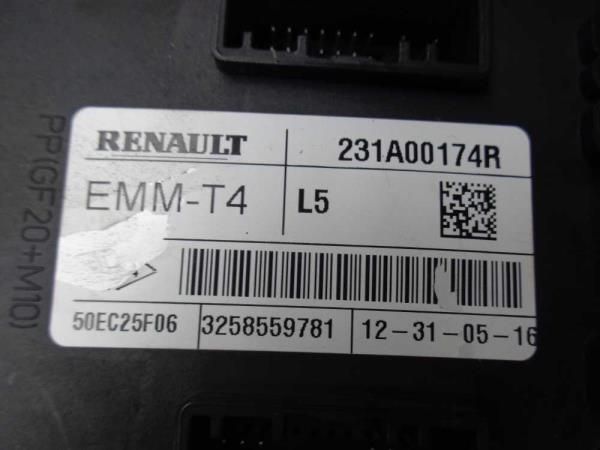 RENAULT 231A00174R
EMM-T4 L5
50EC25F06 3258559781 12-31-05-16
PP(GF20+M10)